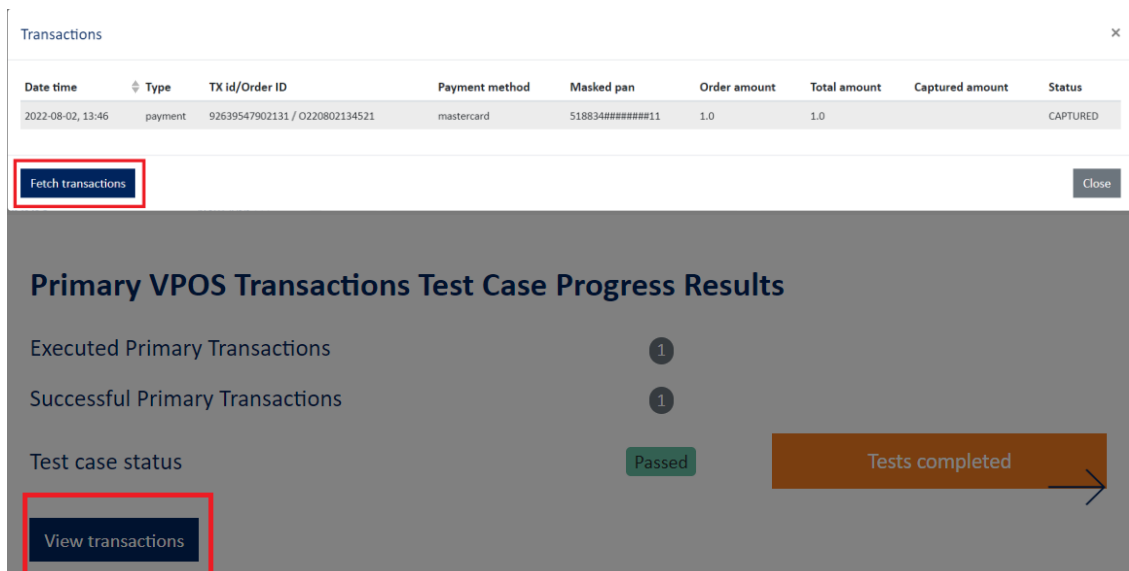 Transactions ×
Date time Type TX id/Order ID Payment method Masked pan Order amount Total amount Captured amount Status
2022-08-02, 13:46 payment 92639547902131 / O220802134521 mastercard 518834########11 1.0 1.0 CAPTURED
Fetch transactions Close
Primary VPOS Transactions Test Case Progress Results
Executed Primary Transactions 1
Successful Primary Transactions 1
Test case status Passed Tests completed
View transactions